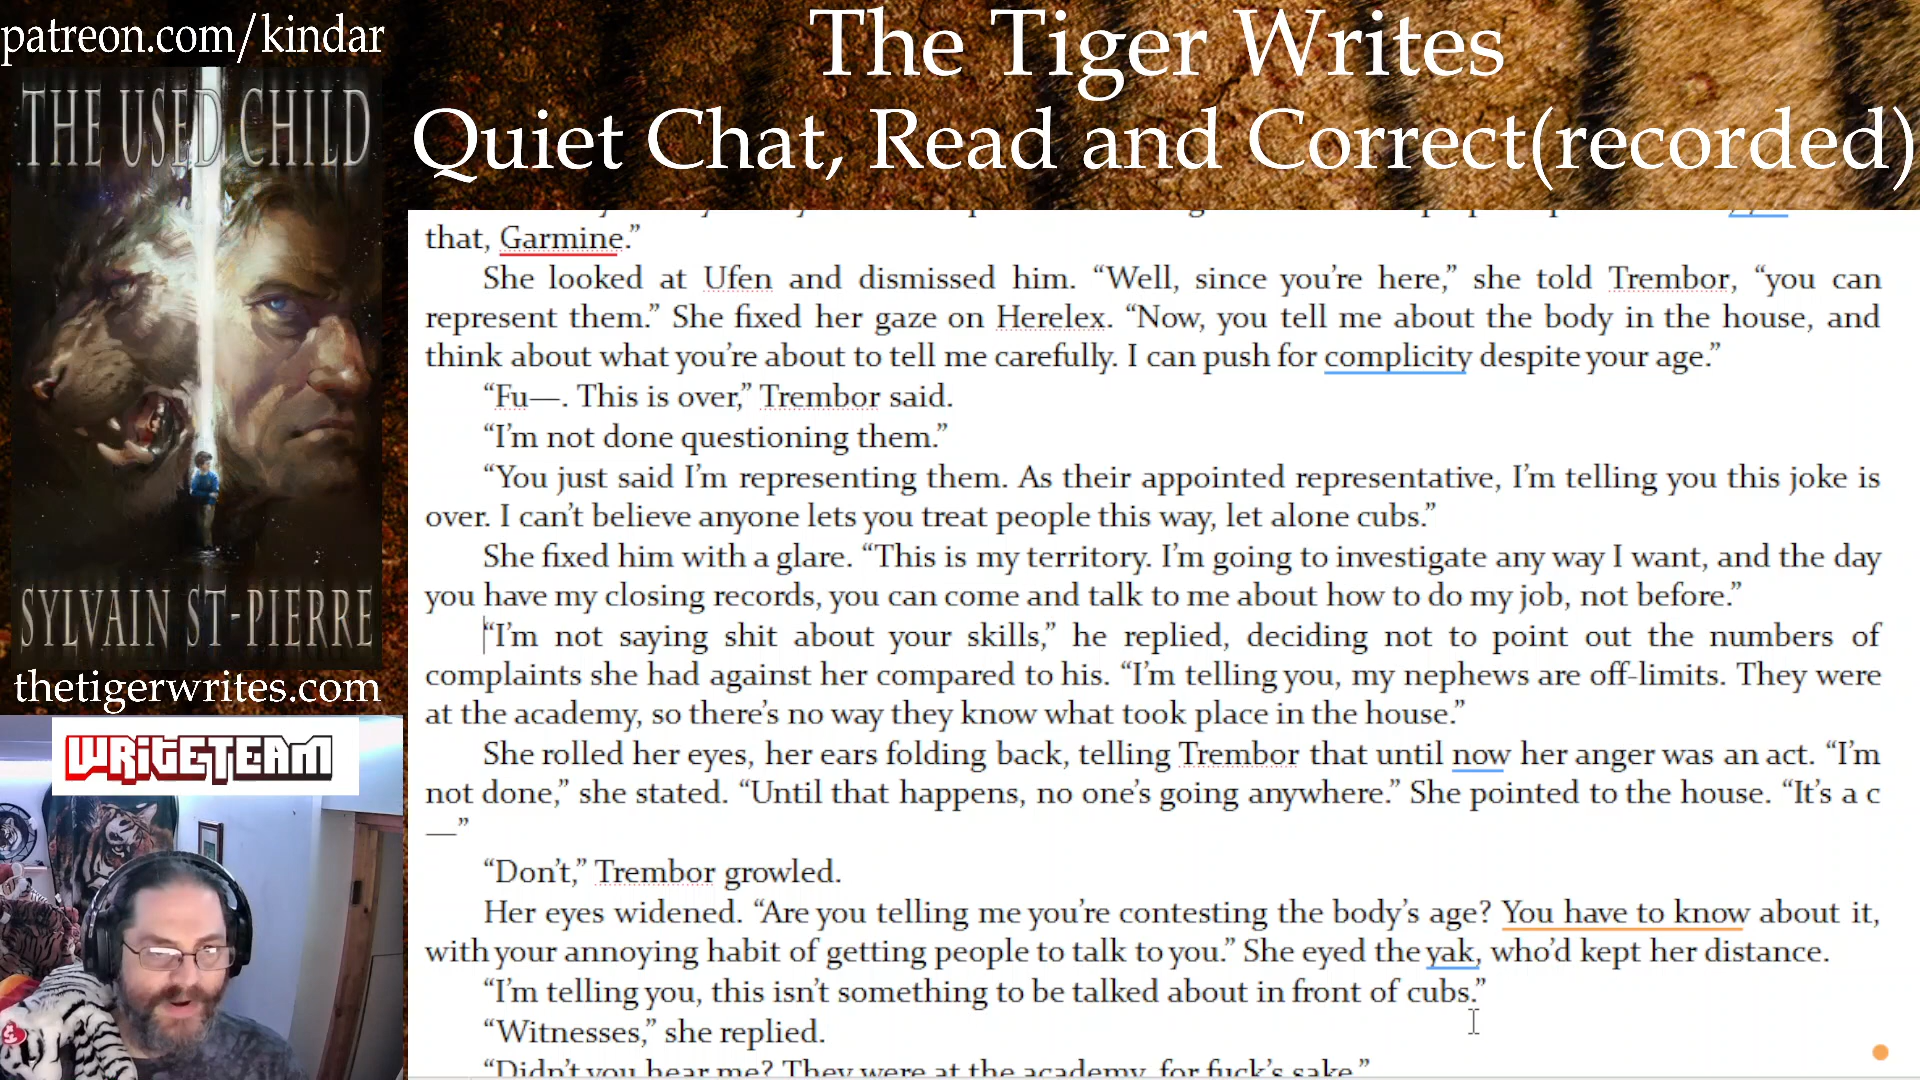 patreon.com/kindar
THE USED CHILD
SYLVAIN ST-PIERRE
thetigerwrites.com
WRITETEAM
The Tiger Writes
Quiet Chat, Read and Correct(recorded)
that, Garmine.”
She looked at Ufen and dismissed him. “Well, since you’re here,” she told Trembor, “you can
represent them.” She fixed her gaze on Herelex. “Now, you tell me about the body in the house, and
think about what you’re about to tell me carefully. I can push for complicity despite your age.”
“Fu—. This is over,” Trembor said.
“I’m not done questioning them.”
“You just said I’m representing them. As their appointed representative, I’m telling you this joke is
over. I can’t believe anyone lets you treat people this way, let alone cubs.”
She fixed him with a glare. “This is my territory. I’m going to investigate any way I want, and the day
you have my closing records, you can come and talk to me about how to do my job, not before.”
“I’m not saying shit about your skills,” he replied, deciding not to point out the numbers of
complaints she had against her compared to his. “I’m telling you, my nephews are off-limits. They were
at the academy, so there’s no way they know what took place in the house.”
She rolled her eyes, her ears folding back, telling Trembor that until now her anger was an act. “I’m
not done,” she stated. “Until that happens, no one’s going anywhere.” She pointed to the house. “It’s a c
—”
“Don’t,” Trembor growled.
Her eyes widened. “Are you telling me you’re contesting the body’s age? You have to know about it,
with your annoying habit of getting people to talk to you.” She eyed the yak, who’d kept her distance.
“I’m telling you, this isn’t something to be talked about in front of cubs.”
“Witnesses,” she replied.
“Didn’t you hear me? They were at the academy, for fuck’s sake.”